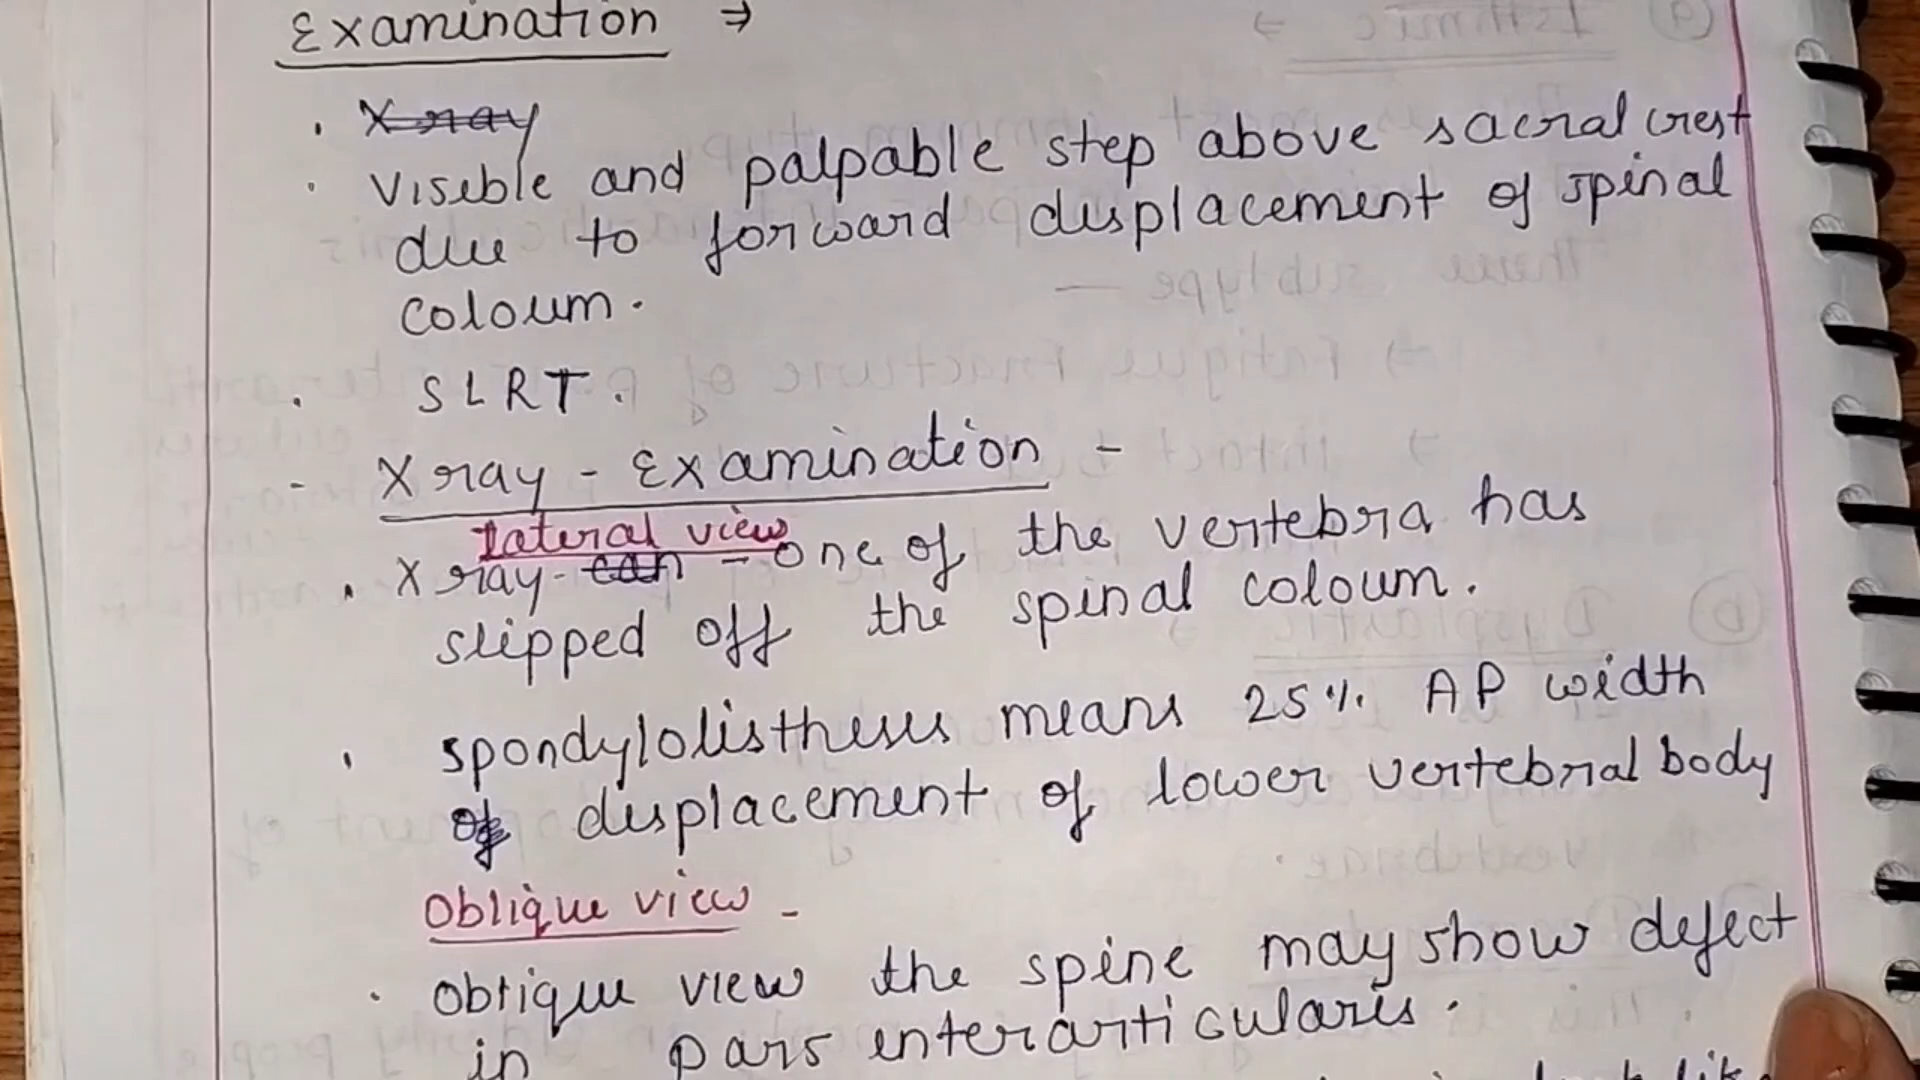 Examination ⇒
· X-ray
· Visible and palpable step above sacral crest
due to forward displacement of spinal
coloum.
· SLRT.
- X ray - Examination -
lateral view
· X ray - can - one of the vertebra has
slipped off the spinal coloum.
· spondylolisthesis means 25% AP width
of displacement of lower vertebral body
Oblique view -
· oblique view the spine may show defect
in pars interarticularis.